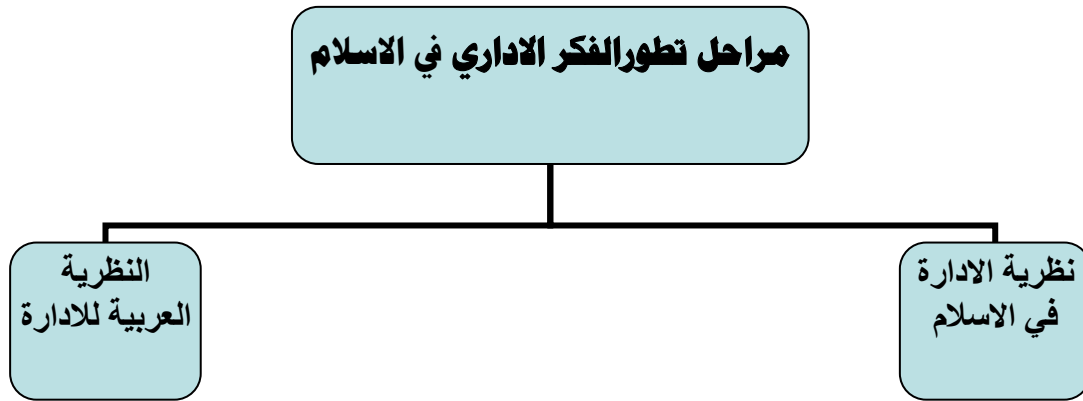 مراحل تطورالفكر الاداري في الاسلام
نظرية الادارة
في الاسلام
النظرية
العربية للادارة